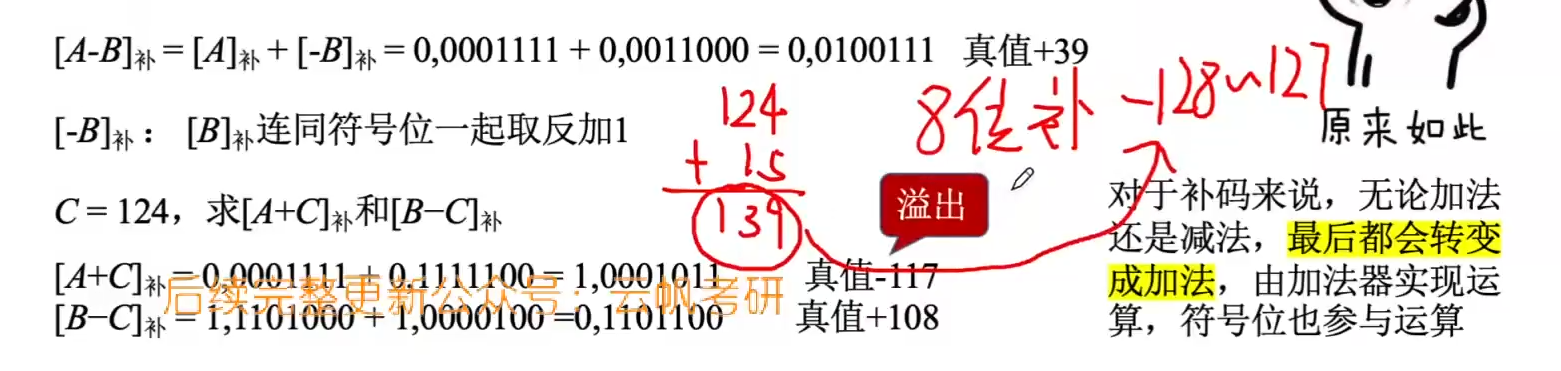 [A-B]补 = [A]补 + [-B]补 = 0,0001111 + 0,0011000 = 0,0100111 真值+39
124
+ 15
139
8位补 -128~127
原来如此
[-B]补： [B]补连同符号位一起取反加1
溢出
C = 124，求[A+C]补和[B−C]补
[A+C]补 = 0,0001111 + 0,1111100 = 1,0001011 真值-117
[B−C]补 = 1,1101000 + 1,0000100 =0,1101100 真值+108
后续完整更新公众号：云帆考研
对于补码来说，无论加法
还是减法，最后都会转变
成加法，由加法器实现运
算，符号位也参与运算